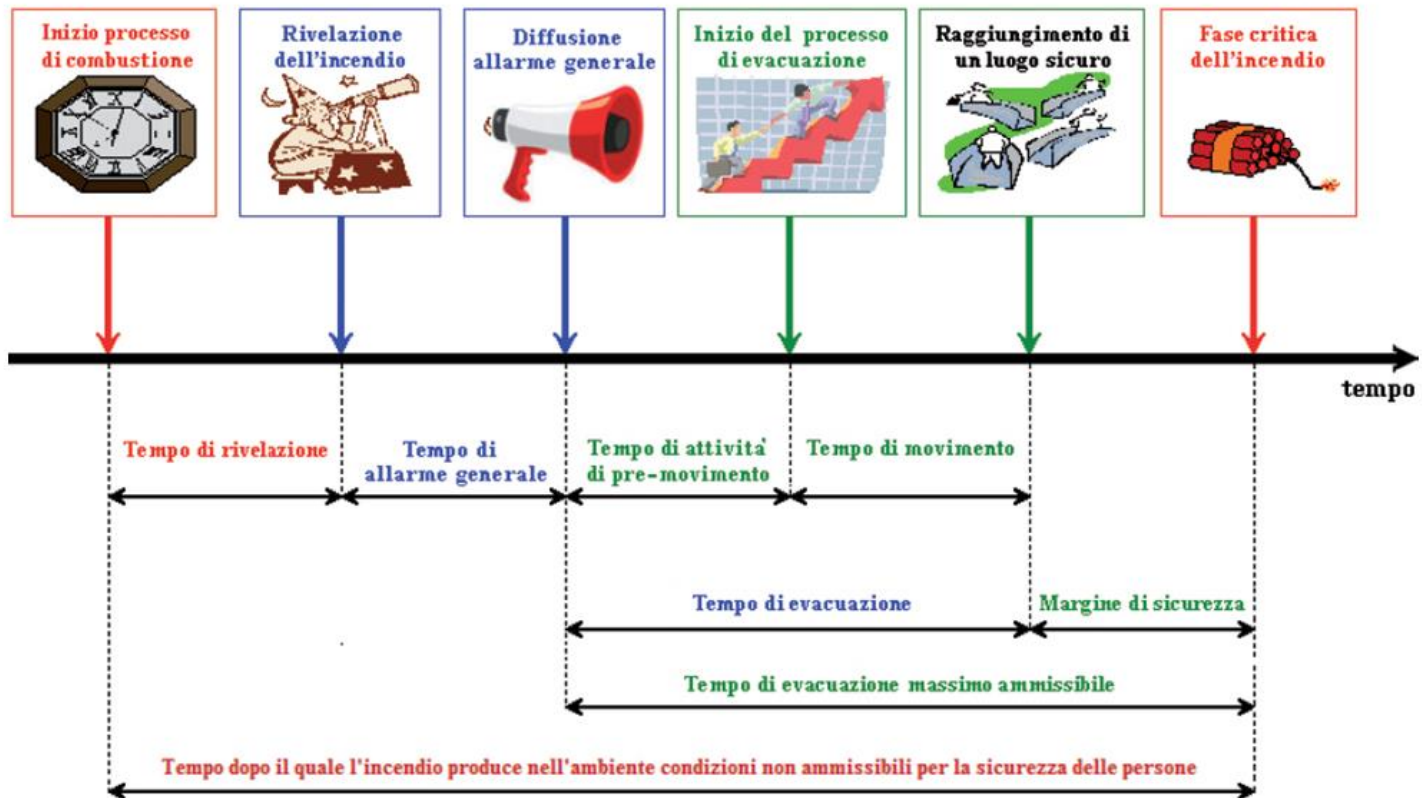 Inizio processo
di combustione
Rivelazione
dell'incendio
Diffusione
allarme generale
Inizio del processo
di evacuazione
Raggiungimento di
un luogo sicuro
Fase critica
dell'incendio
tempo
Tempo di rivelazione
Tempo di
allarme generale
Tempo di attività
di pre-movimento
Tempo di movimento
Tempo di evacuazione
Margine di sicurezza
Tempo di evacuazione massimo ammissibile
Tempo dopo il quale l'incendio produce nell'ambiente condizioni non ammissibili per la sicurezza delle persone